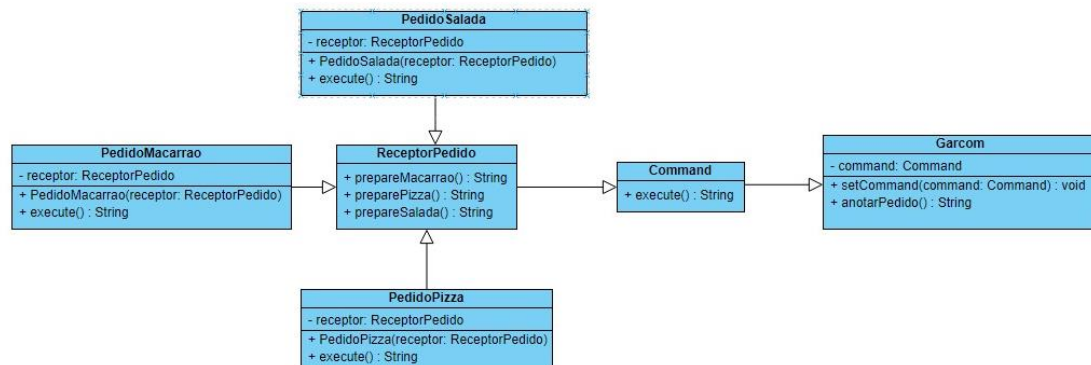 PedidoSalada
- receptor: ReceptorPedido
+ PedidoSalada(receptor: ReceptorPedido)
+ execute() : String
PedidoMacarrao
- receptor: ReceptorPedido
+ PedidoMacarrao(receptor: ReceptorPedido)
+ execute() : String
ReceptorPedido
+ prepareMacarrao() : String
+ preparePizza() : String
+ prepareSalada() : String
Command
+ execute() : String
Garcom
- command: Command
+ setCommand(command: Command) : void
+ anotarPedido() : String
PedidoPizza
- receptor: ReceptorPedido
+ PedidoPizza(receptor: ReceptorPedido)
+ execute() : String